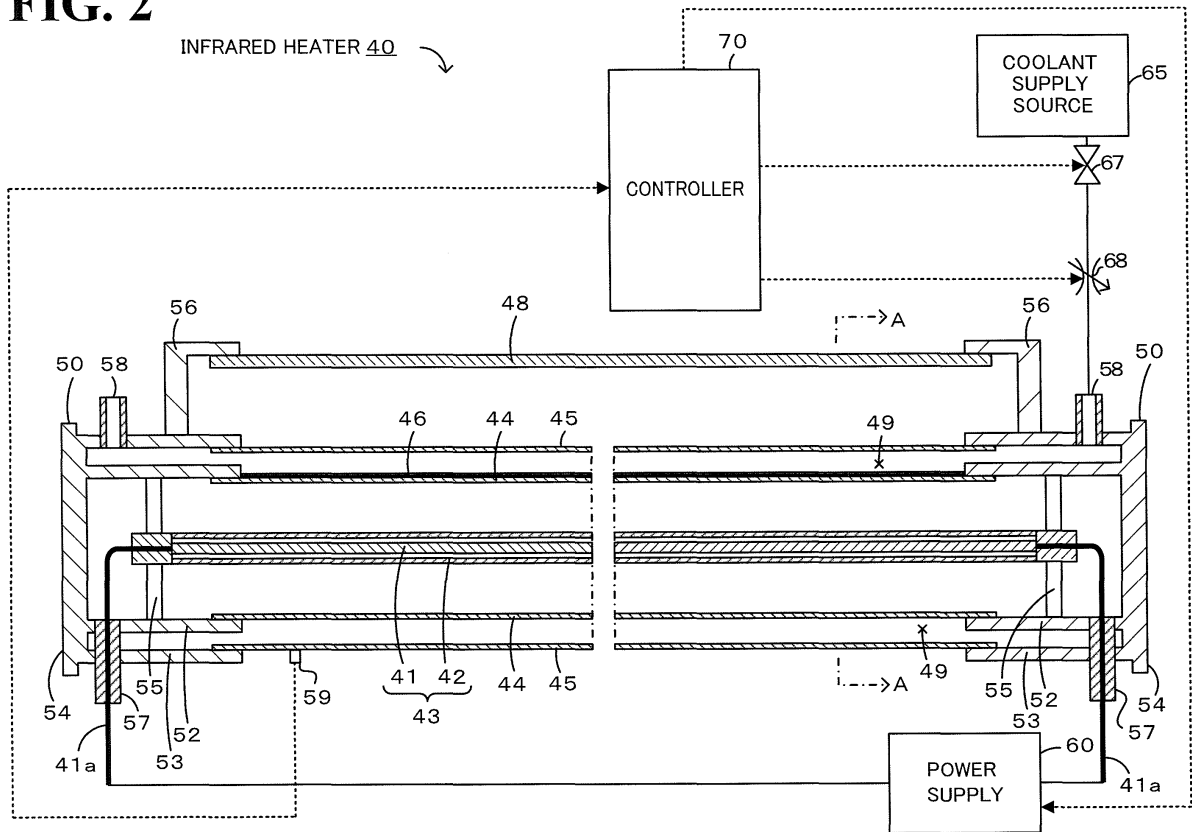 FIG. 2
INFRARED HEATER 40
70
COOLANT
SUPPLY
SOURCE
65
67
CONTROLLER
68
56
48
A
56
50
58
58
50
46
44
45
49
55
52
59
41
42
44
45
49
A
55
52
54
57
43
53
54
41a
53
57
60
POWER
SUPPLY
41a